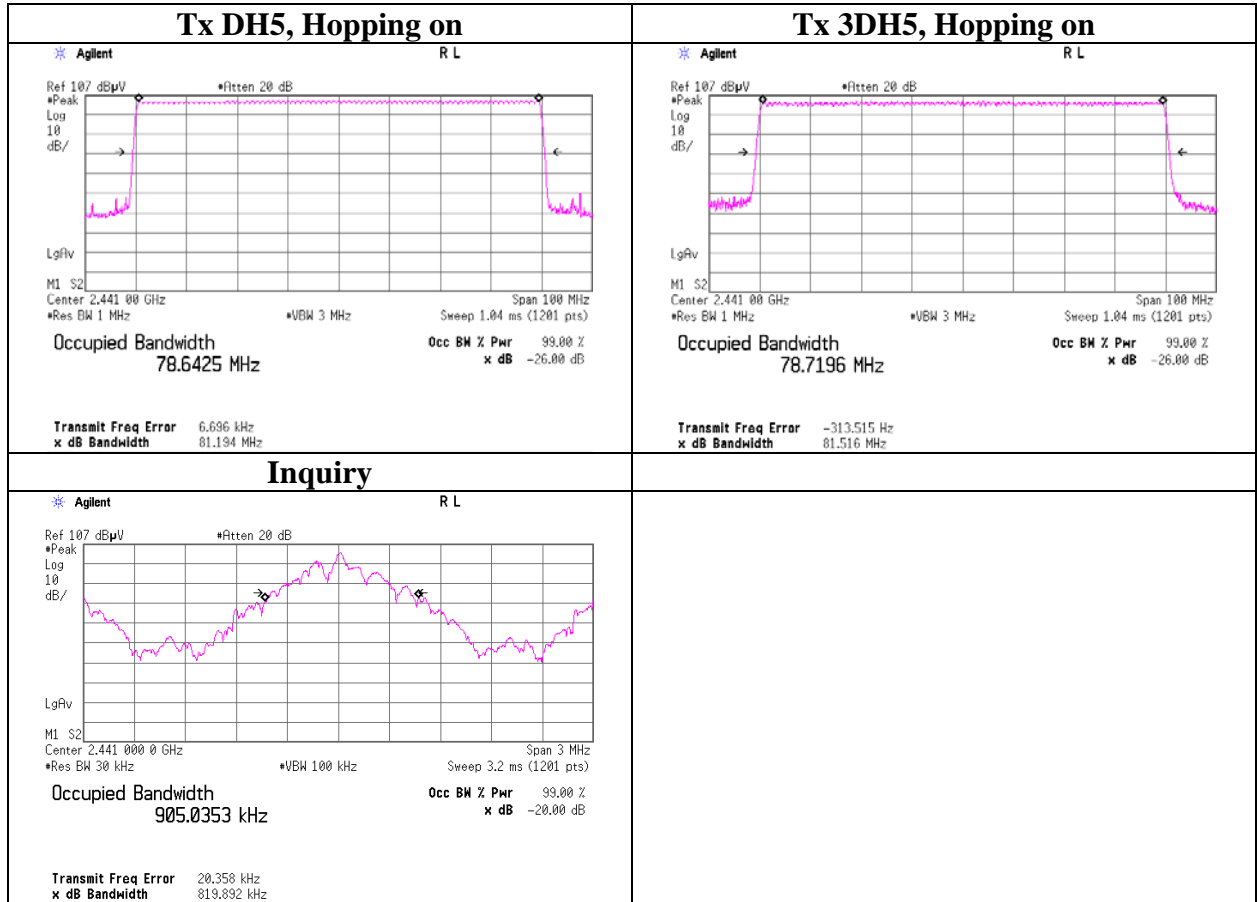 Tx DH5, Hopping on
Agilent R L
Ref 107 dBµV #Atten 20 dB
#Peak
Log
10
dB/
LgAv
M1 S2
Center 2.441 00 GHz Span 100 MHz
#Res BW 1 MHz #VBW 3 MHz Sweep 1.04 ms (1201 pts)
Occupied Bandwidth Occ BW % Pwr 99.00 %
78.6425 MHz x dB -26.00 dB
Transmit Freq Error 6.696 kHz
x dB Bandwidth 81.194 MHz
Tx 3DH5, Hopping on
Agilent R L
Ref 107 dBµV #Atten 20 dB
#Peak
Log
10
dB/
LgAv
M1 S2
Center 2.441 00 GHz Span 100 MHz
#Res BW 1 MHz #VBW 3 MHz Sweep 1.04 ms (1201 pts)
Occupied Bandwidth Occ BW % Pwr 99.00 %
78.7196 MHz x dB -26.00 dB
Transmit Freq Error -313.515 Hz
x dB Bandwidth 81.516 MHz
Inquiry
Agilent R L
Ref 107 dBµV #Atten 20 dB
#Peak
Log
10
dB/
LgAv
M1 S2
Center 2.441 000 0 GHz Span 3 MHz
#Res BW 30 kHz #VBW 100 kHz Sweep 3.2 ms (1201 pts)
Occupied Bandwidth Occ BW % Pwr 99.00 %
905.0353 kHz x dB -20.00 dB
Transmit Freq Error 20.358 kHz
x dB Bandwidth 819.892 kHz